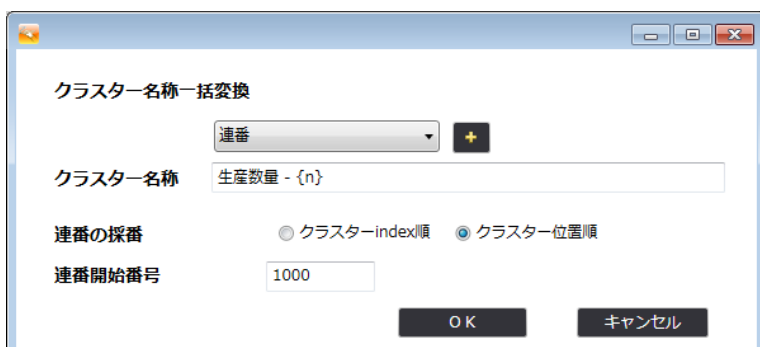 クラスター名称一括変換
連番
クラスター名称 生産数量 - {n}
連番の採番 クラスターindex順 クラスター位置順
連番開始番号 1000
OK キャンセル